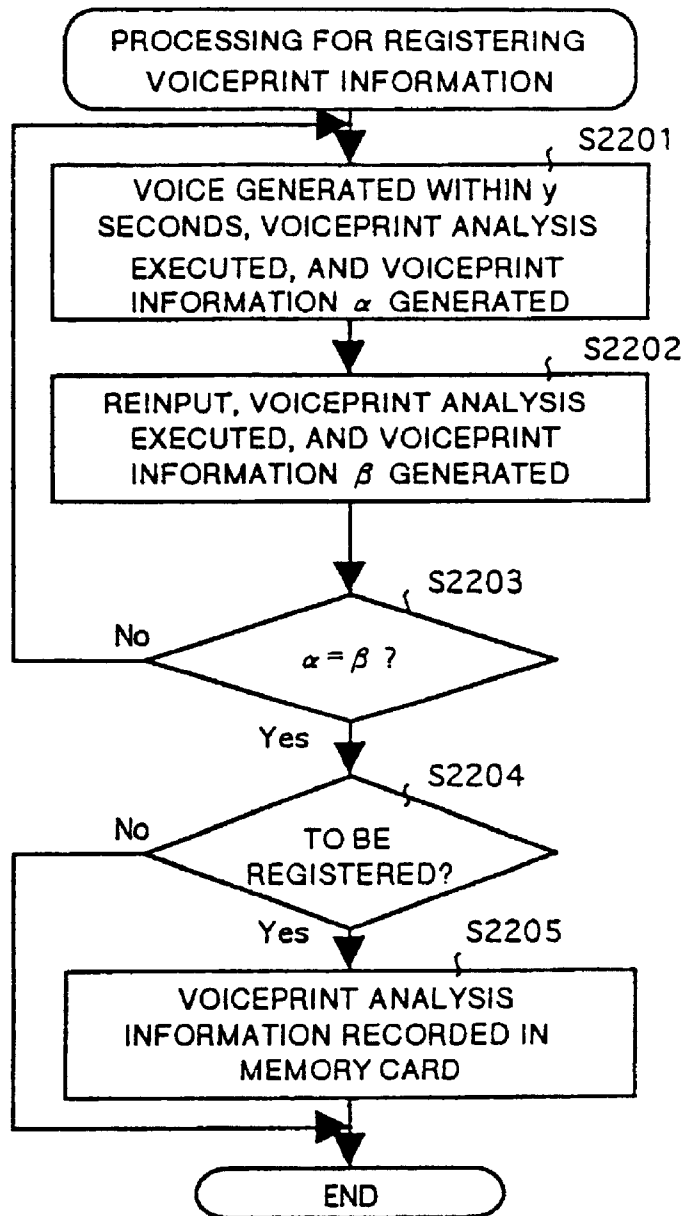 PROCESSING FOR REGISTERING
VOICEPRINT INFORMATION
S2201
VOICE GENERATED WITHIN y
SECONDS, VOICEPRINT ANALYSIS
EXECUTED, AND VOICEPRINT
INFORMATION α GENERATED
S2202
REINPUT, VOICEPRINT ANALYSIS
EXECUTED, AND VOICEPRINT
INFORMATION β GENERATED
S2203
No
α = β ?
Yes
S2204
No
TO BE
REGISTERED?
Yes
S2205
VOICEPRINT ANALYSIS
INFORMATION RECORDED IN
MEMORY CARD
END